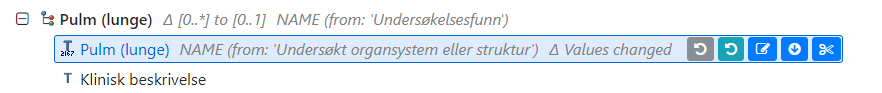 Pulm (lunge) Δ [0..*] to [0..1] NAME (from: 'Undersøkelsesfunn')
T 2167 Pulm (lunge) NAME (from: 'Undersøkt organsystem eller struktur') Δ Values changed
T Klinisk beskrivelse